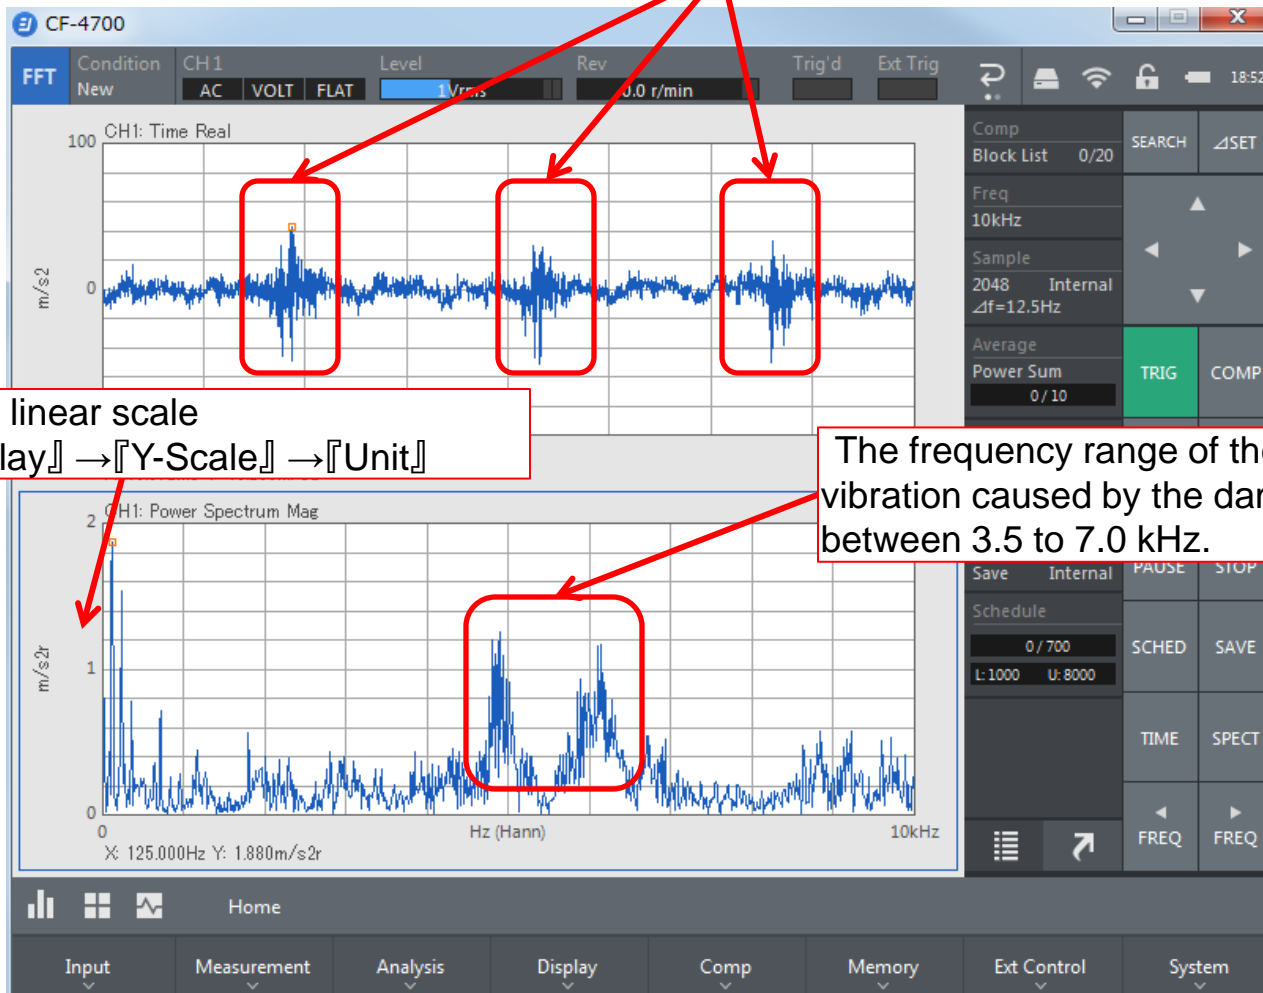 CF-4700
FFT
Condition
New
CH1
AC VOLT FLAT
Level
1Vrms
Rev
0.0 r/min
Trig'd
Ext Trig
18:52
CH1: Time Real
100
m/s2
0
linear scale
lay』→『Y-Scale』→『Unit』
CH1: Power Spectrum Mag
2
m/s2r
1
0
0
Hz (Hann)
10kHz
X: 125.000Hz Y: 1.880m/s2r
The frequency range of the
vibration caused by the da
between 3.5 to 7.0 kHz.
Comp
Block List 0/20
Freq
10kHz
Sample
2048 Internal
⊿f=12.5Hz
Average
Power Sum
0 / 10
Save Internal
Schedule
0 / 700
L: 1000 U: 8000
SEARCH
⊿SET
TRIG
COMP
PAUSE
STOP
SCHED
SAVE
TIME
SPECT
FREQ
FREQ
Home
Input
Measurement
Analysis
Display
Comp
Memory
Ext Control
System